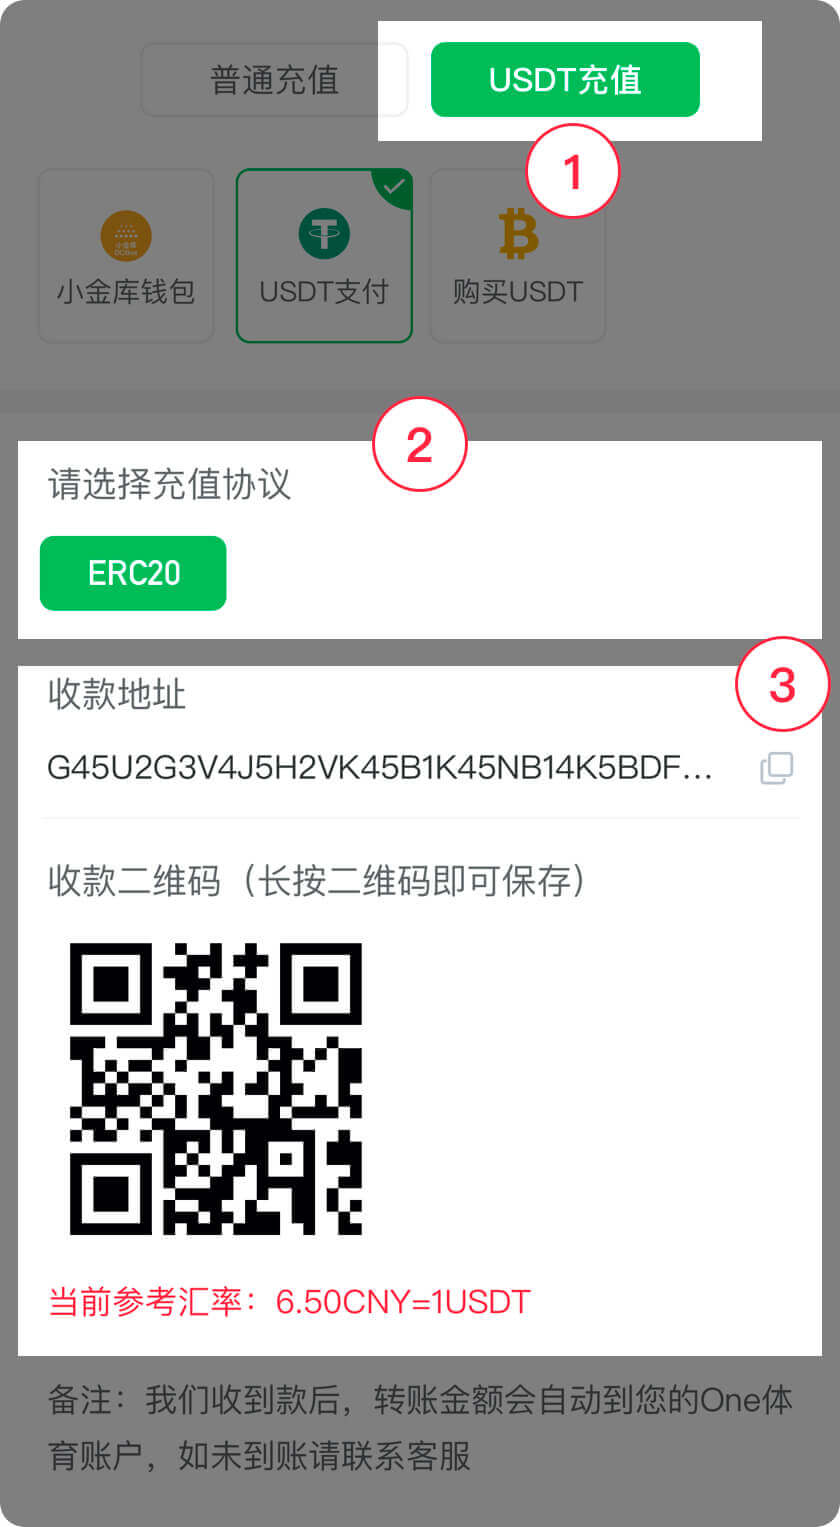 普通充值
USDT充值
1
小金库钱包
USDT支付
购买USDT
2
请选择充值协议
ERC20
3
收款地址
G45U2G3V4J5H2VK45B1K45NB14K5BDF...
收款二维码（长按二维码即可保存）
当前参考汇率：6.50CNY=1USDT
备注：我们收到款后，转账金额会自动到您的One体
育账户，如未到账请联系客服